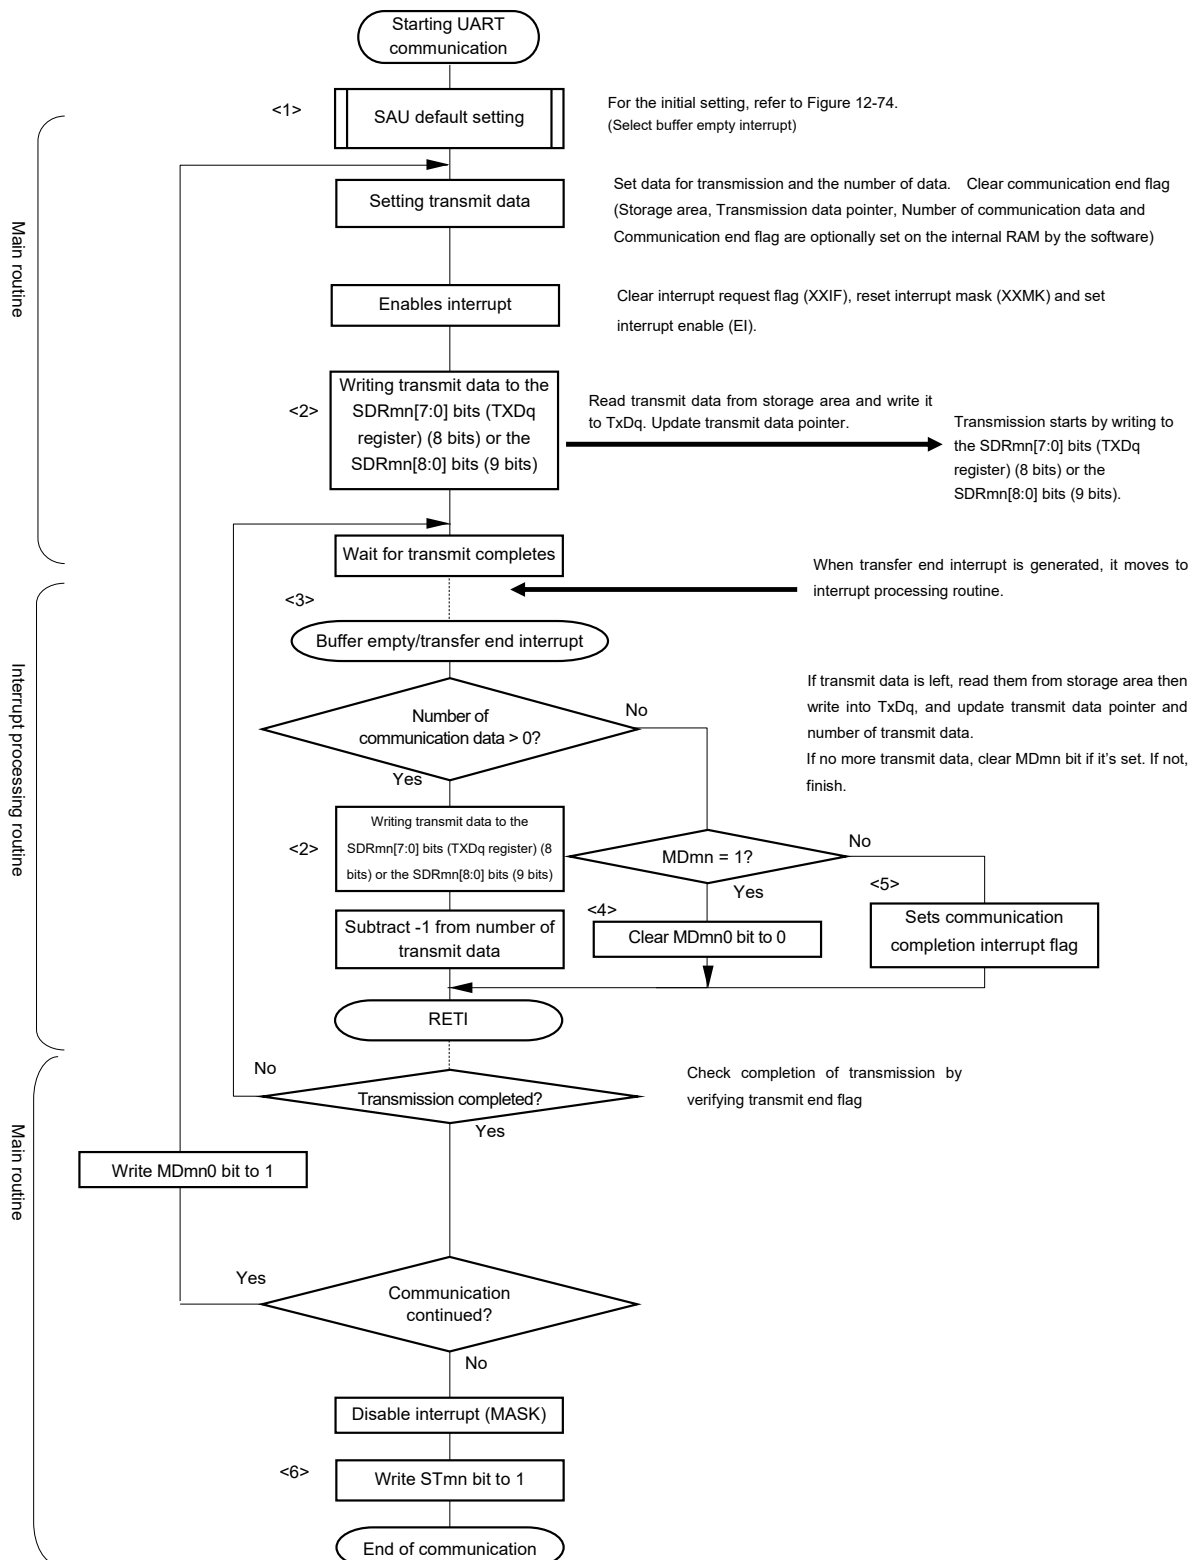 Starting UART
communication
<1>
SAU default setting
For the initial setting, refer to Figure 12-74.
(Select buffer empty interrupt)
Setting transmit data
Set data for transmission and the number of data. Clear communication end flag
(Storage area, Transmission data pointer, Number of communication data and
Communication end flag are optionally set on the internal RAM by the software)
Main routine
Enables interrupt
Clear interrupt request flag (XXIF), reset interrupt mask (XXMK) and set
interrupt enable (EI).
<2>
Writing transmit data to the
SDRmn[7:0] bits (TXDq
register) (8 bits) or the
SDRmn[8:0] bits (9 bits)
Read transmit data from storage area and write it
to TxDq. Update transmit data pointer.
Transmission starts by writing to
the SDRmn[7:0] bits (TXDq
register) (8 bits) or the
SDRmn[8:0] bits (9 bits).
Wait for transmit completes
When transfer end interrupt is generated, it moves to
interrupt processing routine.
<3>
Buffer empty/transfer end interrupt
Interrupt processing routine
Number of
communication data > 0?
No
Yes
If transmit data is left, read them from storage area then
write into TxDq, and update transmit data pointer and
number of transmit data.
If no more transmit data, clear MDmn bit if it's set. If not,
finish.
<2>
Writing transmit data to the
SDRmn[7:0] bits (TXDq register) (8
bits) or the SDRmn[8:0] bits (9 bits)
MDmn = 1?
No
Yes
<4>
<5>
Subtract -1 from number of
transmit data
Clear MDmn0 bit to 0
Sets communication
completion interrupt flag
RETI
No
Transmission completed?
Yes
Check completion of transmission by
verifying transmit end flag
Main routine
Write MDmn0 bit to 1
Yes
Communication
continued?
No
Disable interrupt (MASK)
<6>
Write STmn bit to 1
End of communication